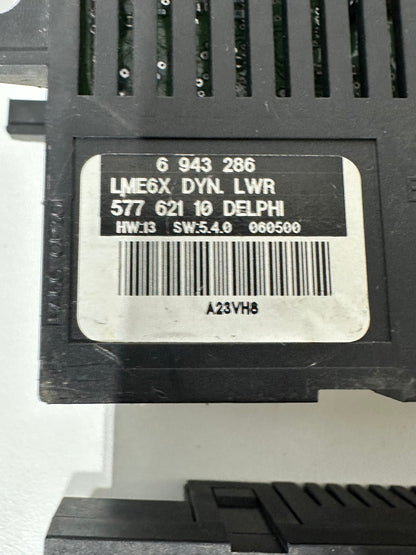 6 943 286
LME6X DYN. LWR
577 621 10 DELPHI
HW:13 SW:5.4.0 060500
A23VH8